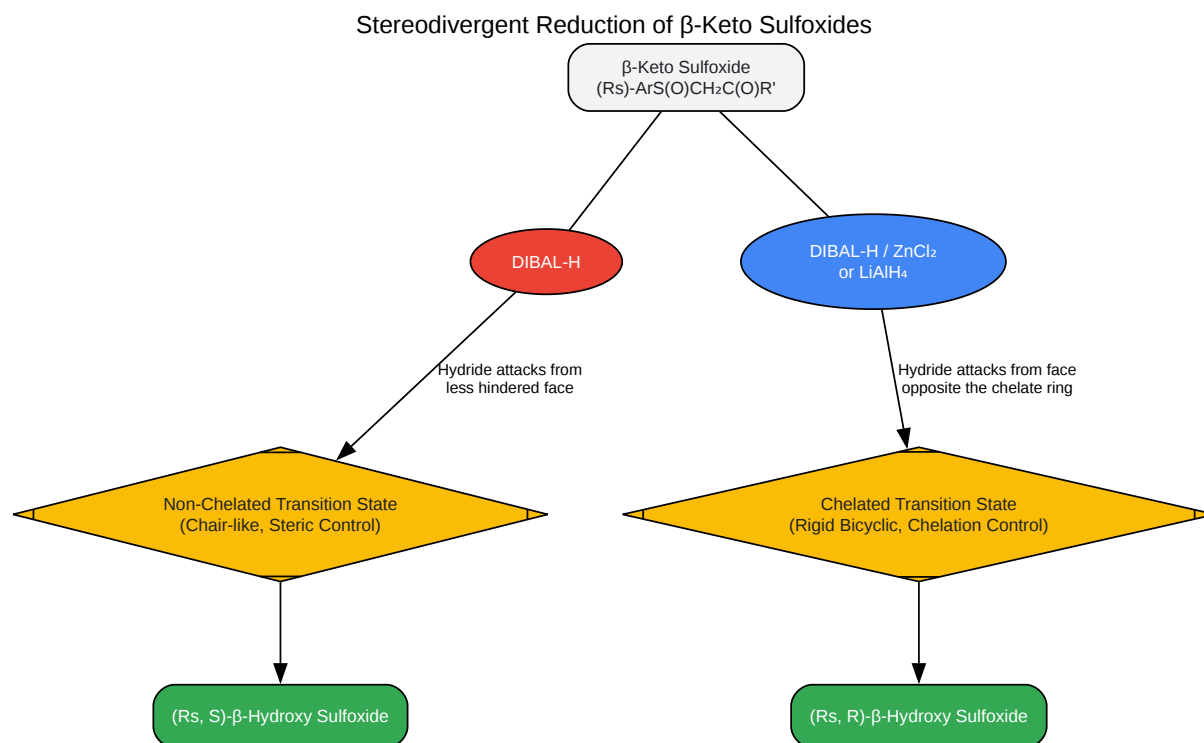 Stereodivergent Reduction of β-Keto Sulfoxides
β-Keto Sulfoxide
(Rs)-ArS(O)CH₂C(O)R'
DIBAL-H
DIBAL-H / ZnCl₂
or LiAlH₄
Hydride attacks from
less hindered face
Hydride attacks from face
opposite the chelate ring
Non-Chelated Transition State
(Chair-like, Steric Control)
Chelated Transition State
(Rigid Bicyclic, Chelation Control)
(Rs, S)-β-Hydroxy Sulfoxide
(Rs, R)-β-Hydroxy Sulfoxide